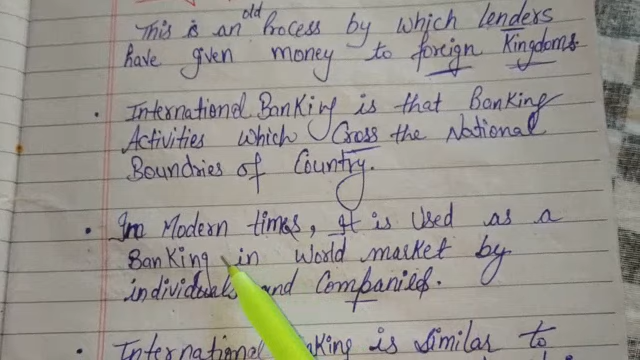 This is an old Process by which lenders
have given money to foreign Kingdoms.
• International Banking is that Banking
Activities which Cross the National
Boundries of Country.
• In Modern times, It is Used as a
Banking in World market by
individuals and Companies.
• International Banking is similar to